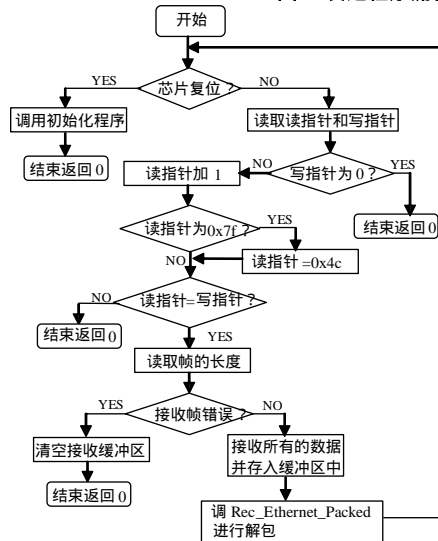 开始
芯片复位?
YES
NO
调用初始化程序
读取读指针和写指针
结束返回0
写指针为0?
NO
YES
读指针加 1
结束返回0
读指针为0x7f?
YES
NO
读指针=0x4c
读指针=写指针?
NO
结束返回0
YES
读取帧的长度
接收帧错误?
YES
NO
清空接收缓冲区
接收所有的数据
并存入缓冲区中
结束返回0
调 Rec_Ethernet_Packed
进行解包